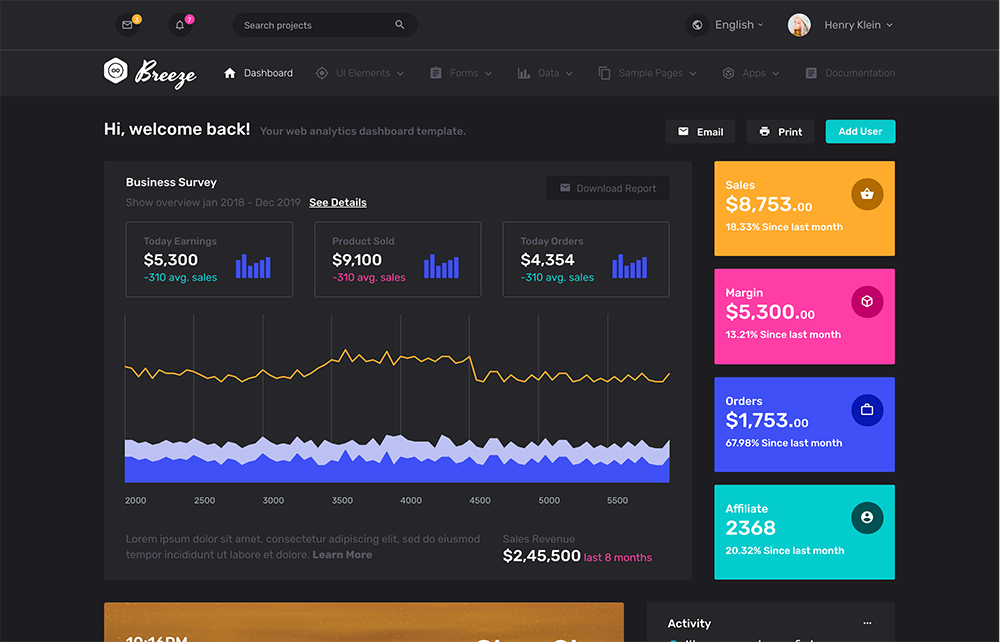 3
7
Search projects
English
Henry Klein
Breeze
Dashboard
UI Elements
Forms
Data
Sample Pages
Apps
Documentation
Hi, welcome back! Your web analytics dashboard template.
Email
Print
Add User
Business Survey
Show overview jan 2018 - Dec 2019 See Details
Download Report
Today Earnings
$5,300
-310 avg. sales
Product Sold
$9,100
-310 avg. sales
Today Orders
$4,354
-310 avg. sales
2000 2500 3000 3500 4000 4500 5000 5500
Lorem ipsum dolor sit amet, consectetur adipiscing elit, sed do eiusmod
tempor incididunt ut labore et dolore. Learn More
Sales Revenue
$2,45,500 last 8 months
Sales
$8,753.00
18.33% Since last month
Margin
$5,300.00
13.21% Since last month
Orders
$1,753.00
67.98% Since last month
Affiliate
2368
20.32% Since last month
10:16PM
Activity